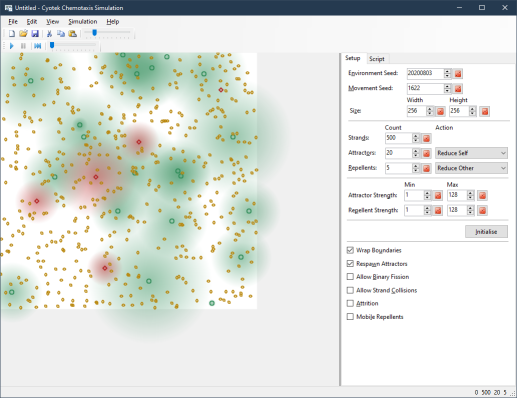 Untitled - Cyotek Chemotaxis Simulation
File Edit View Simulation Help
Setup Script
Environment Seed: 20200803
Movement Seed: 1622
Width Height
Size: 256 256
Count Action
Strands: 500
Attractors: 20 Reduce Self
Repellents: 5 Reduce Other
Min Max
Attractor Strength: 1 128
Repellent Strength: 1 128
Initialise
Wrap Boundaries
Respawn Attractors
Allow Binary Fission
Allow Strand Collisions
Attrition
Mobile Repellents
0 500 20 5